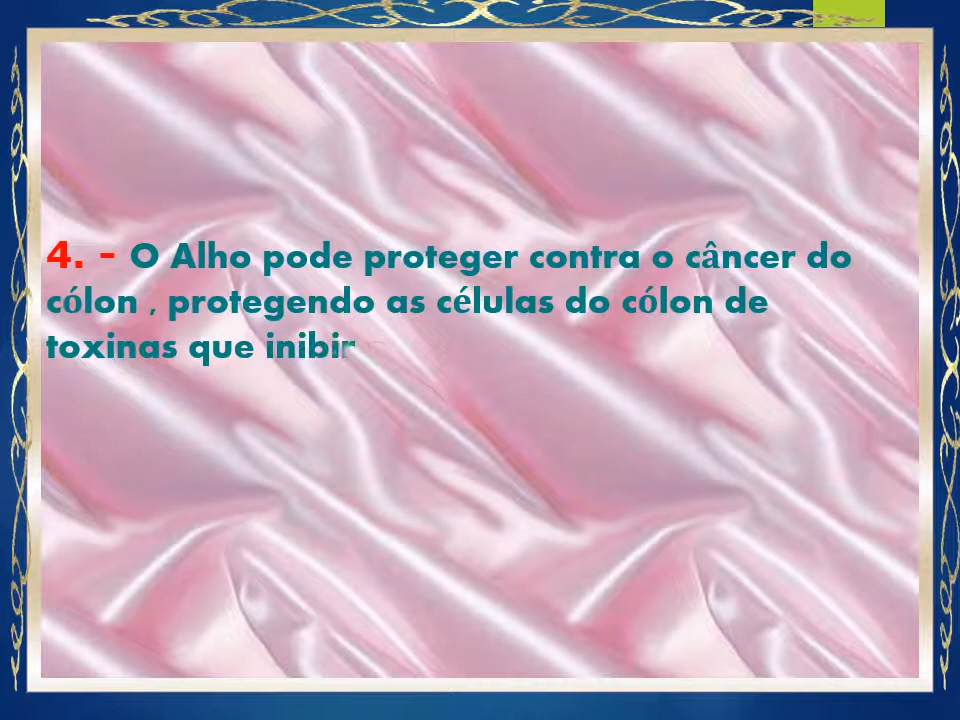 4. - O Alho pode proteger contra o câncer do
cólon , protegendo as células do cólon de
toxinas que inibir